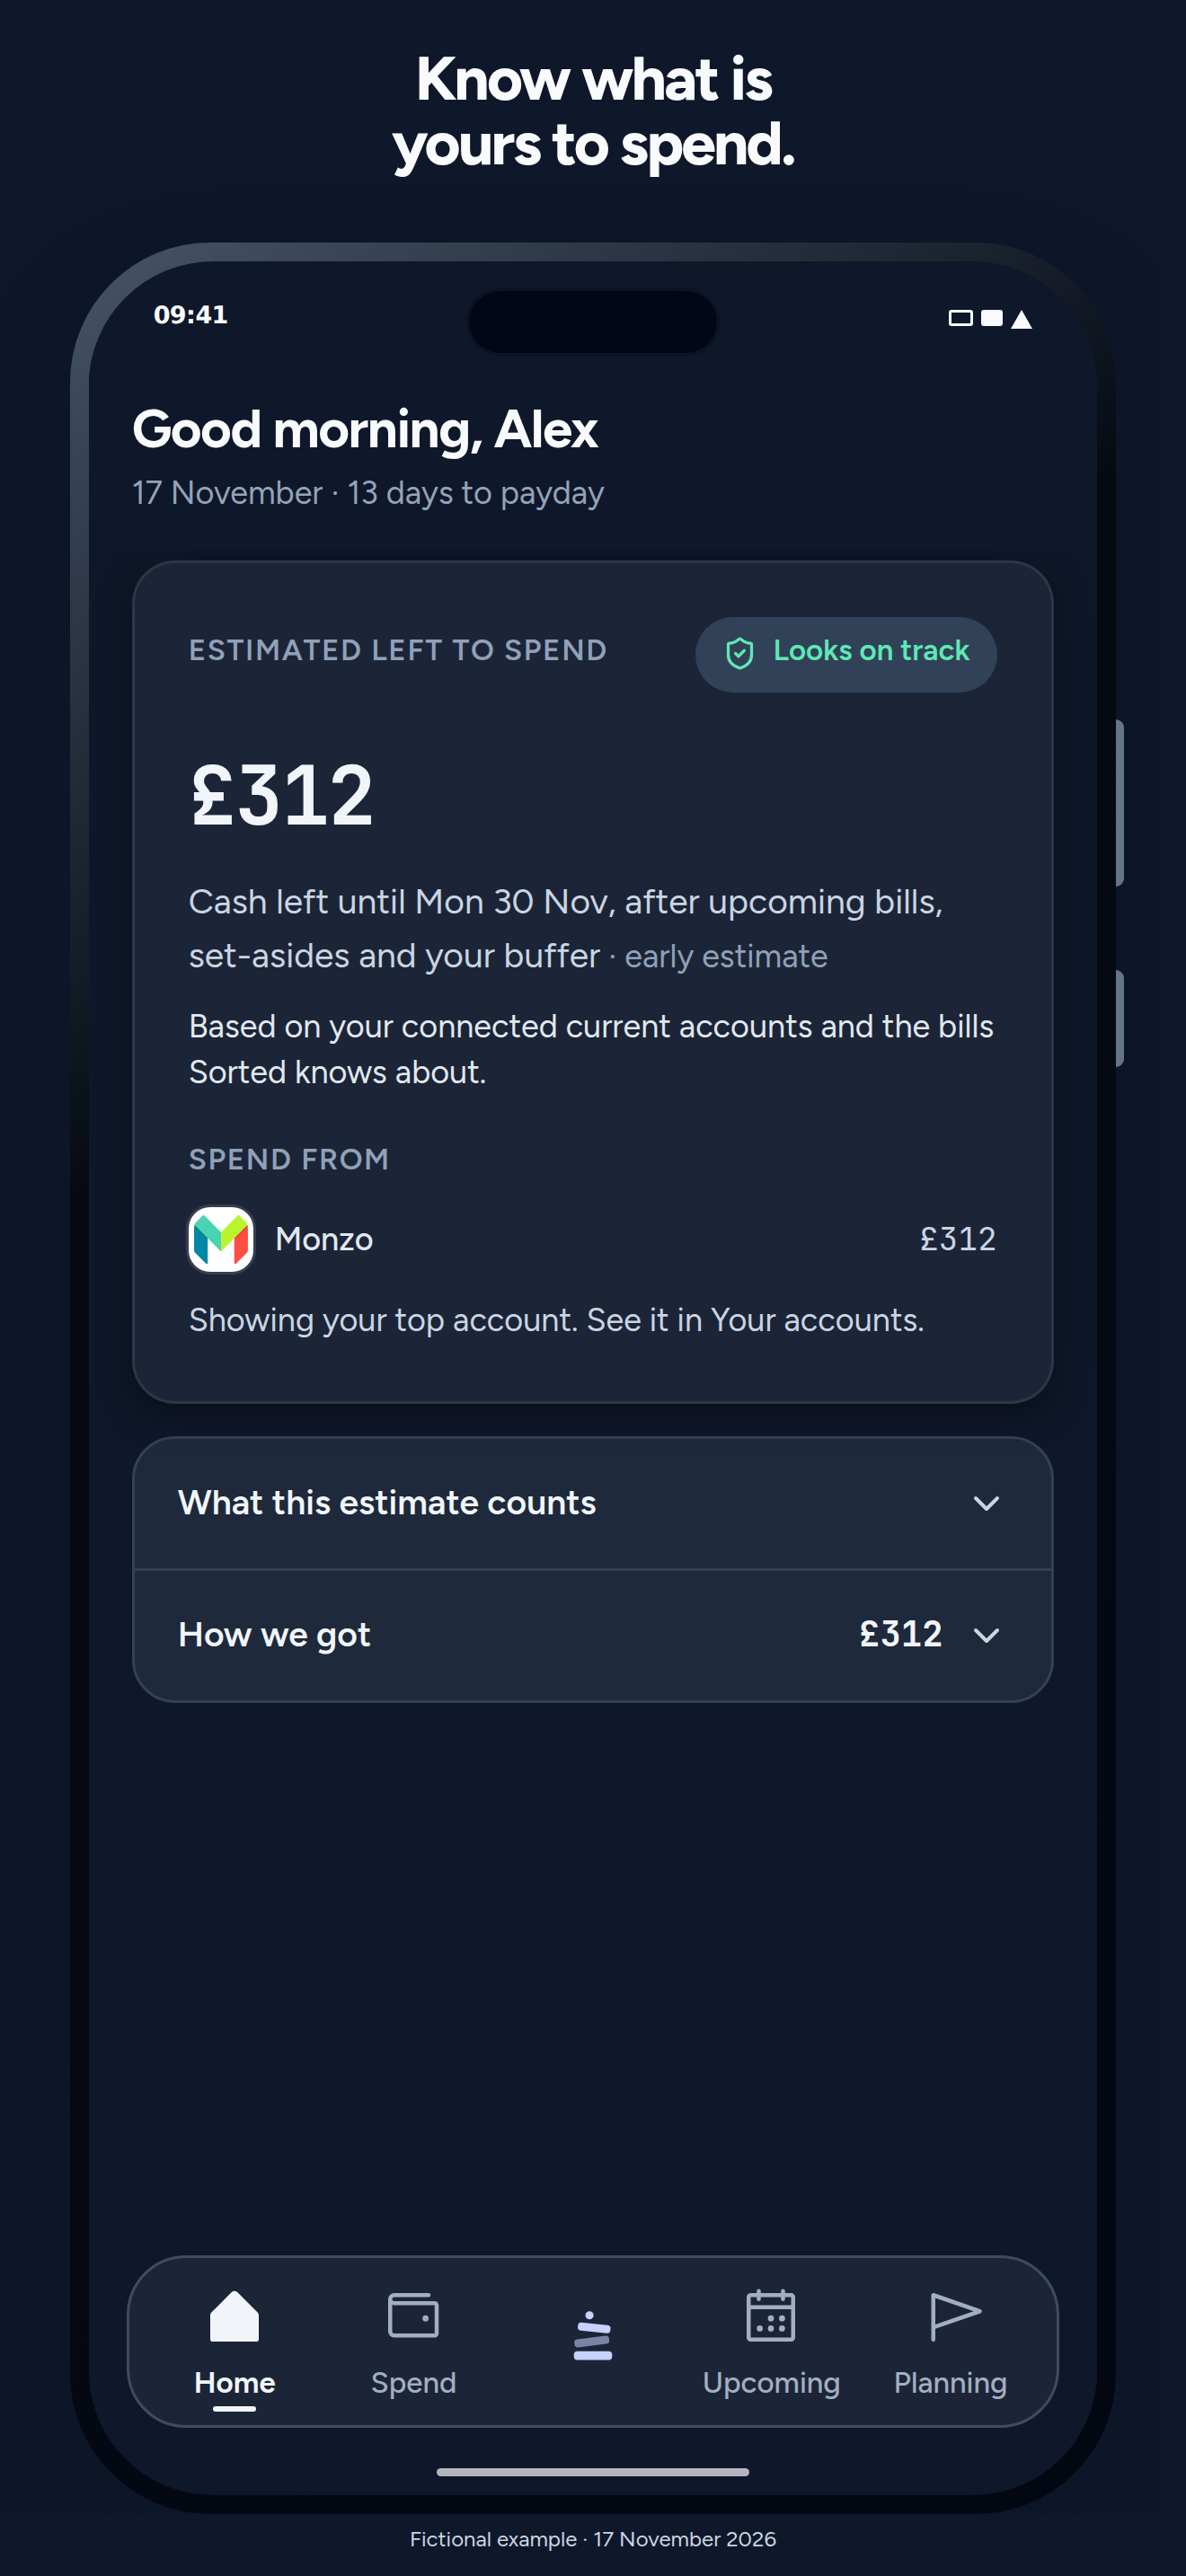 Know what is
yours to spend.
09:41
Good morning, Alex
17 November · 13 days to payday
ESTIMATED LEFT TO SPEND
Looks on track
£312
Cash left until Mon 30 Nov, after upcoming bills,
set-asides and your buffer · early estimate
Based on your connected current accounts and the bills
Sorted knows about.
SPEND FROM
Monzo £312
Showing your top account. See it in Your accounts.
What this estimate counts
How we got £312
Home Spend Upcoming Planning
Fictional example · 17 November 2026